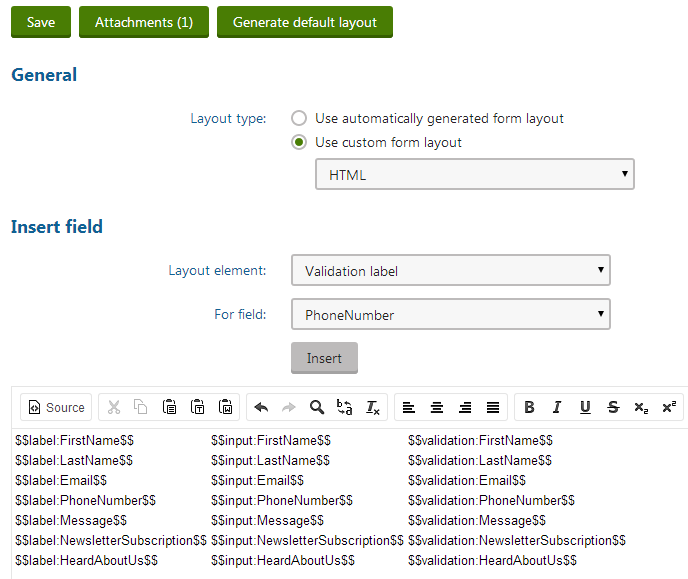 Save Attachments (1) Generate default layout
General
Layout type: Use automatically generated form layout
Use custom form layout
HTML
Insert field
Layout element: Validation label
For field: PhoneNumber
Insert
Source B I U S x₂ x²
$$label:FirstName$$ $$input:FirstName$$ $$validation:FirstName$$
$$label:LastName$$ $$input:LastName$$ $$validation:LastName$$
$$label:Email$$ $$input:Email$$ $$validation:Email$$
$$label:PhoneNumber$$ $$input:PhoneNumber$$ $$validation:PhoneNumber$$
$$label:Message$$ $$input:Message$$ $$validation:Message$$
$$label:NewsletterSubscription$$ $$input:NewsletterSubscription$$ $$validation:NewsletterSubscription$$
$$label:HeardAboutUs$$ $$input:HeardAboutUs$$ $$validation:HeardAboutUs$$